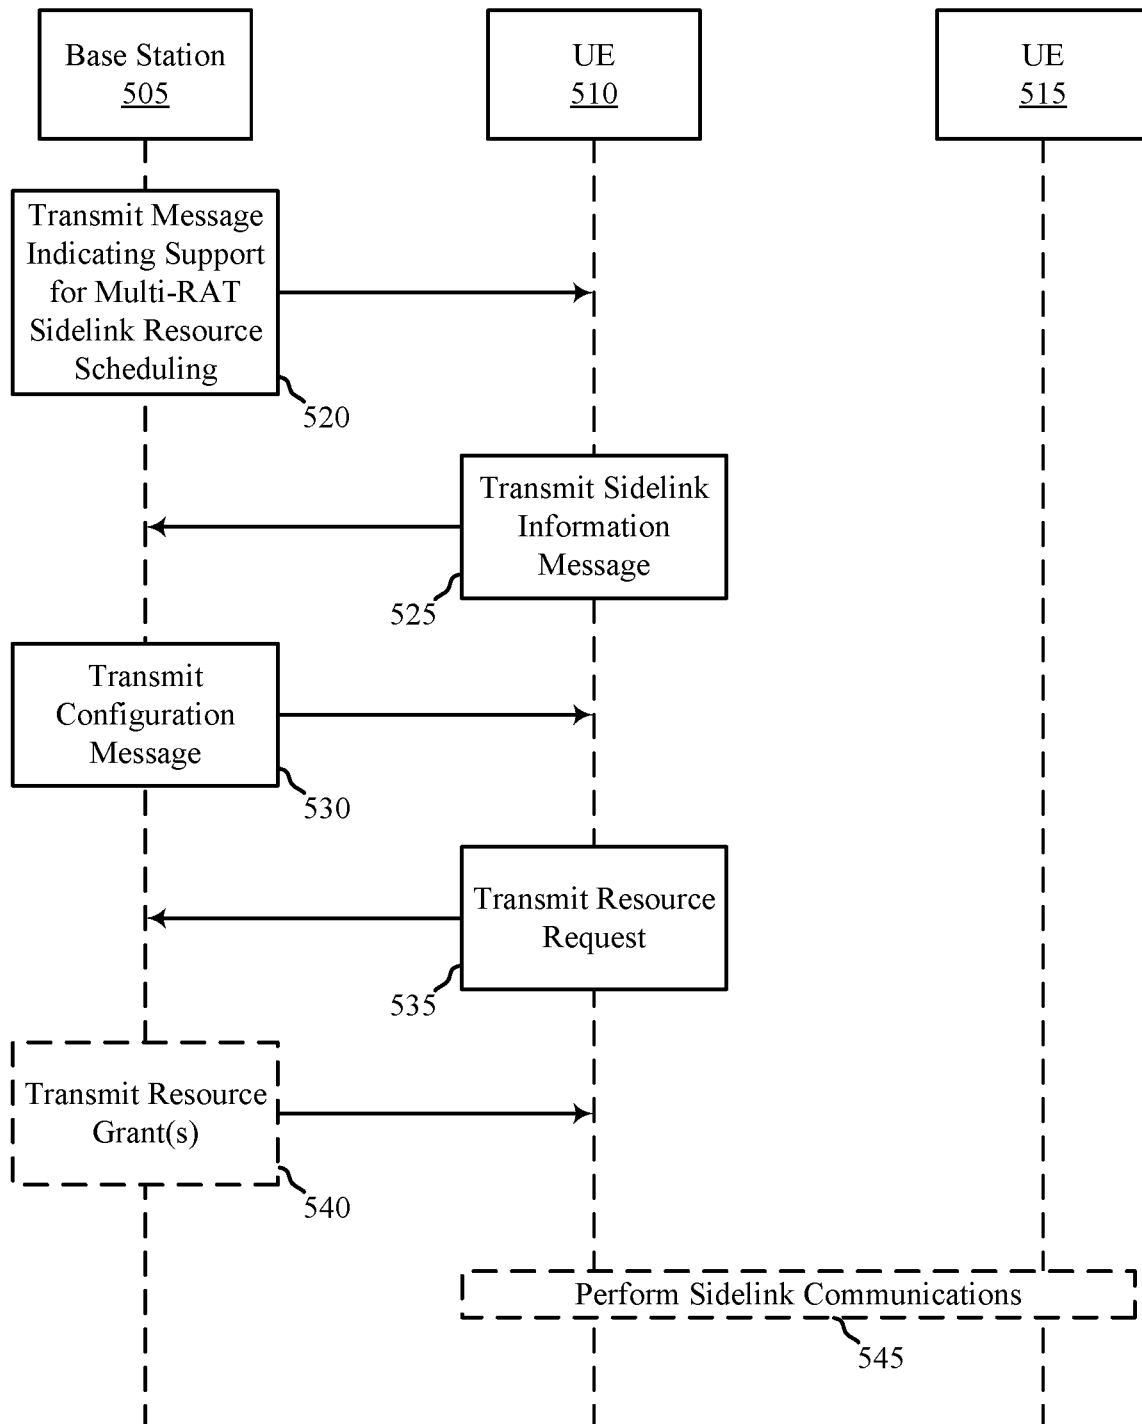 Base Station
505
UE
510
UE
515
Transmit Message
Indicating Support
for Multi-RAT
Sidelink Resource
Scheduling
520
Transmit Sidelink
Information
Message
525
Transmit
Configuration
Message
530
Transmit Resource
Request
535
Transmit Resource
Grant(s)
540
Perform Sidelink Communications
545